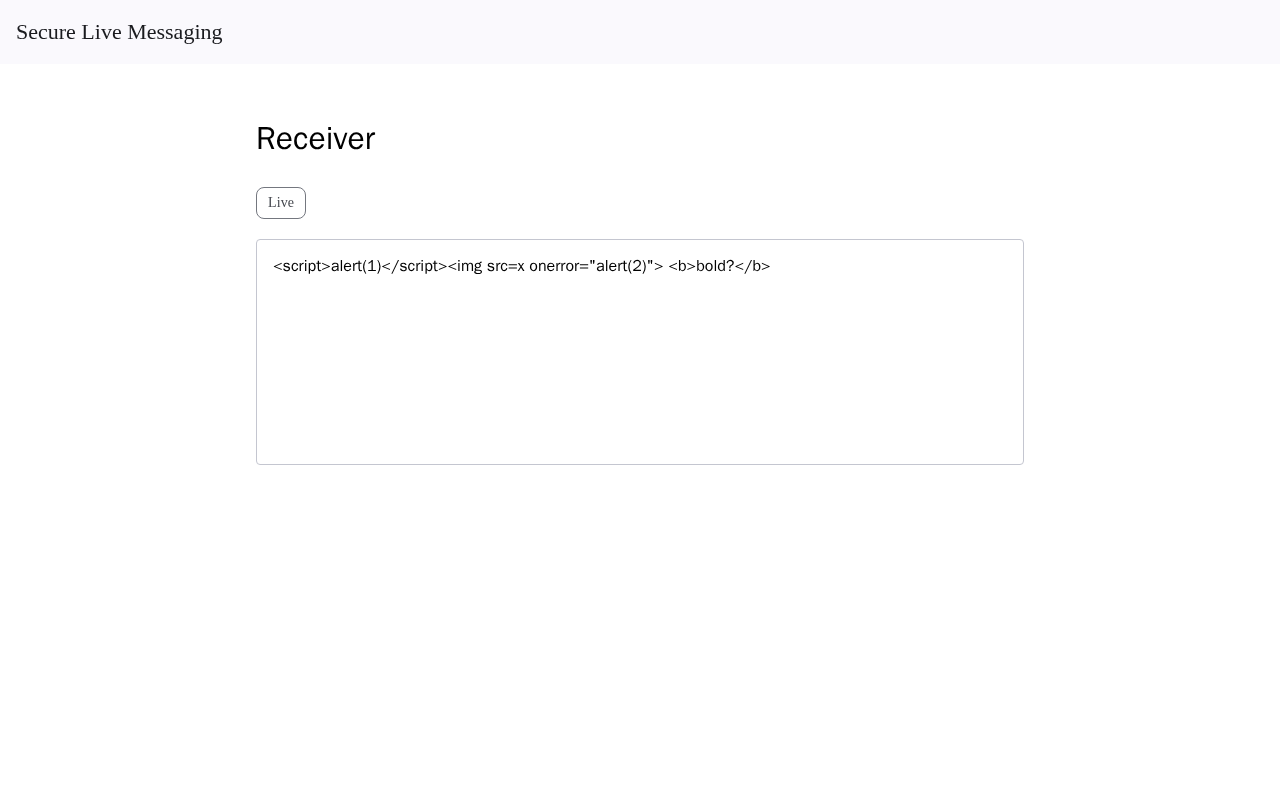 Secure Live Messaging
Receiver
Live
<script>alert(1)</script><img src=x onerror="alert(2)"> <b>bold?</b>